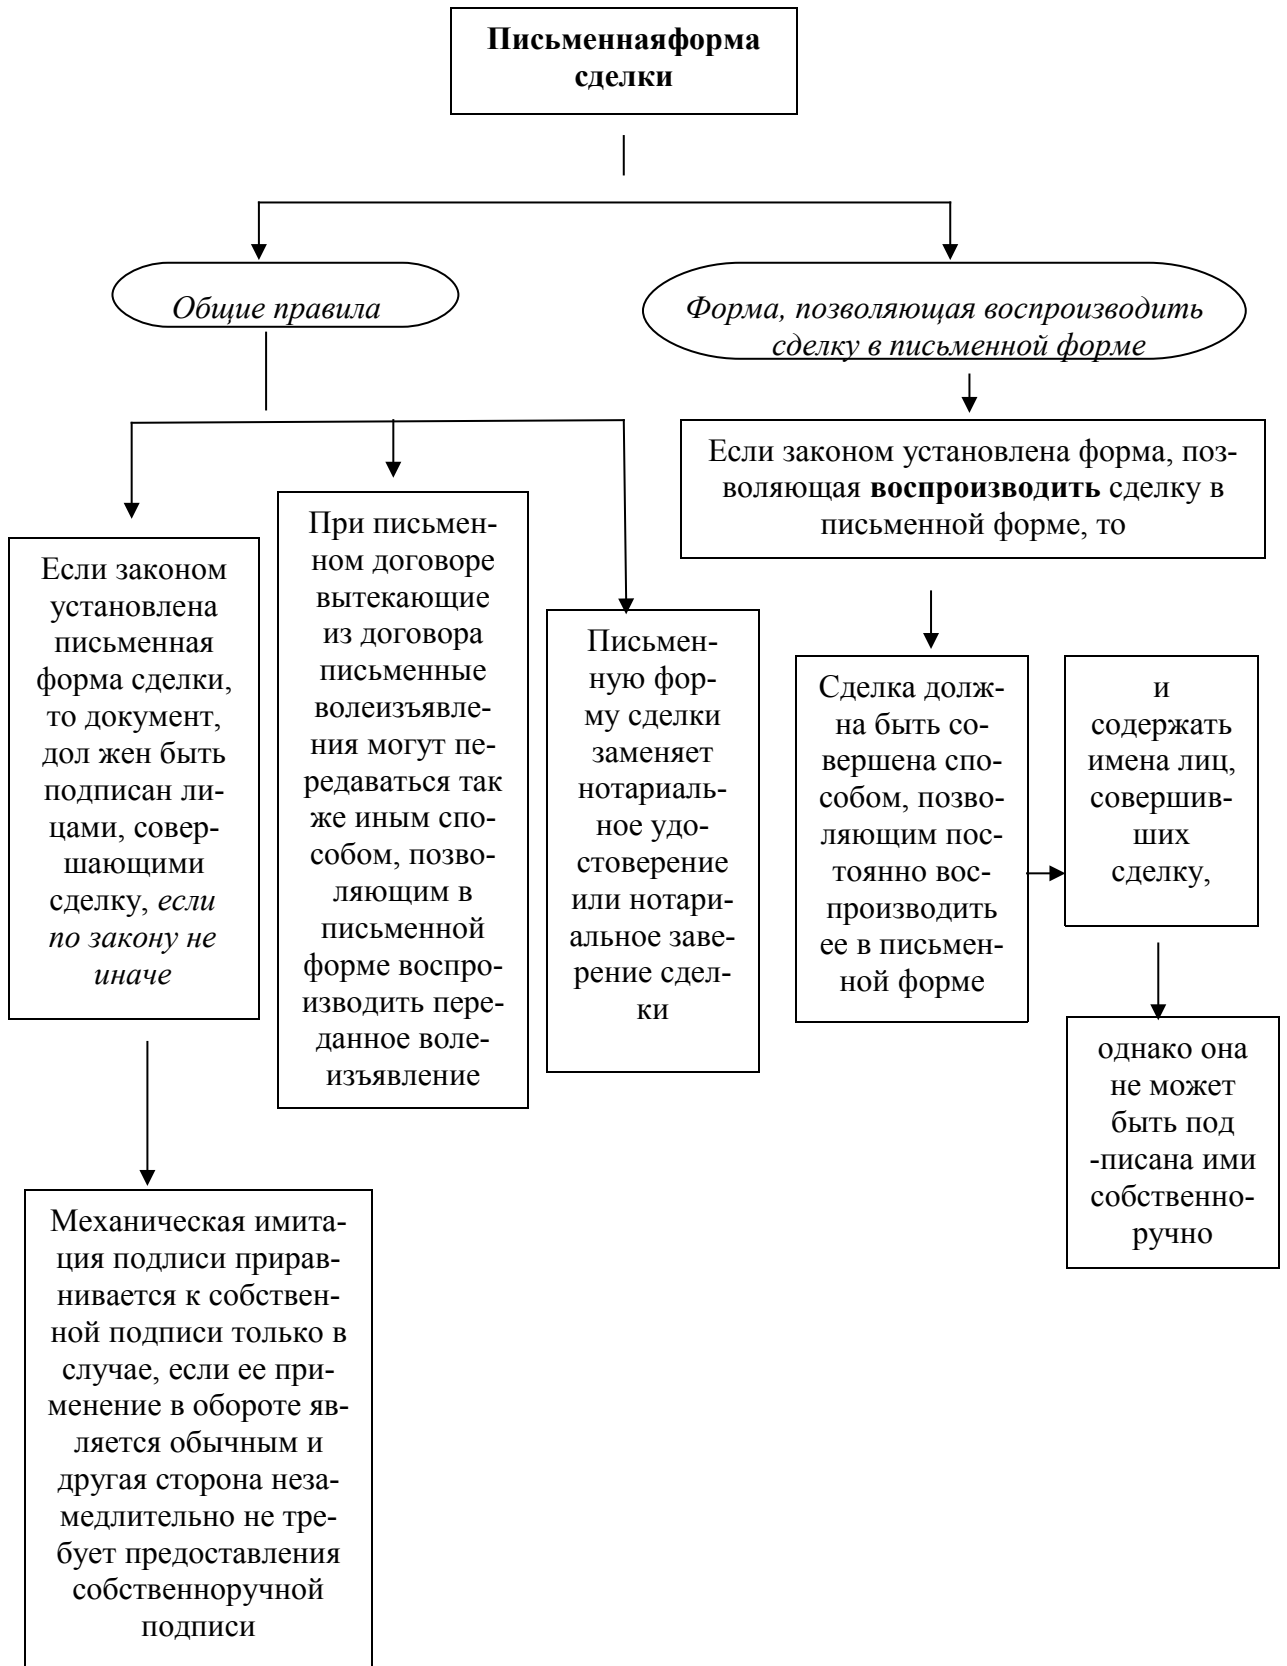 Письменнаяформа
сделки
Общие правила
Форма, позволяющая воспроизводить
сделку в письменной форме
Если законом установлена форма, поз-
воляющая воспроизводить сделку в
письменной форме, то
Если законом
установлена
письменная
форма сделки,
то документ,
дол жен быть
подписан ли-
цами, совер-
шающими
сделку, если
по закону не
иначе
При письмен-
ном договоре
вытекающие
из договора
письменные
волеизъявле-
ния могут пе-
редаваться так
же иным спо-
собом, позво-
ляющим в
письменной
форме воспро-
изводить пере-
данное воле-
изъявление
Письмен-
ную фор-
му сделки
заменяет
нотариаль-
ное удо-
стоверение
или нотари-
альное заве-
рение сдел-
ки
Сделка долж-
на быть со-
вершена спо-
собом, позво-
ляющим пос-
тоянно вос-
производить
ее в письмен-
ной форме
и
содержать
имена лиц,
совершив-
ших
сделку,
однако она
не может
быть под
-писана ими
собственно-
ручно
Механическая имита-
ция подлиси прирав-
нивается к собствен-
ной подписи только в
случае, если ее при-
менение в обороте яв-
ляется обычным и
другая сторона неза-
медлительно не тре-
бует предоставления
собственноручной
подписи